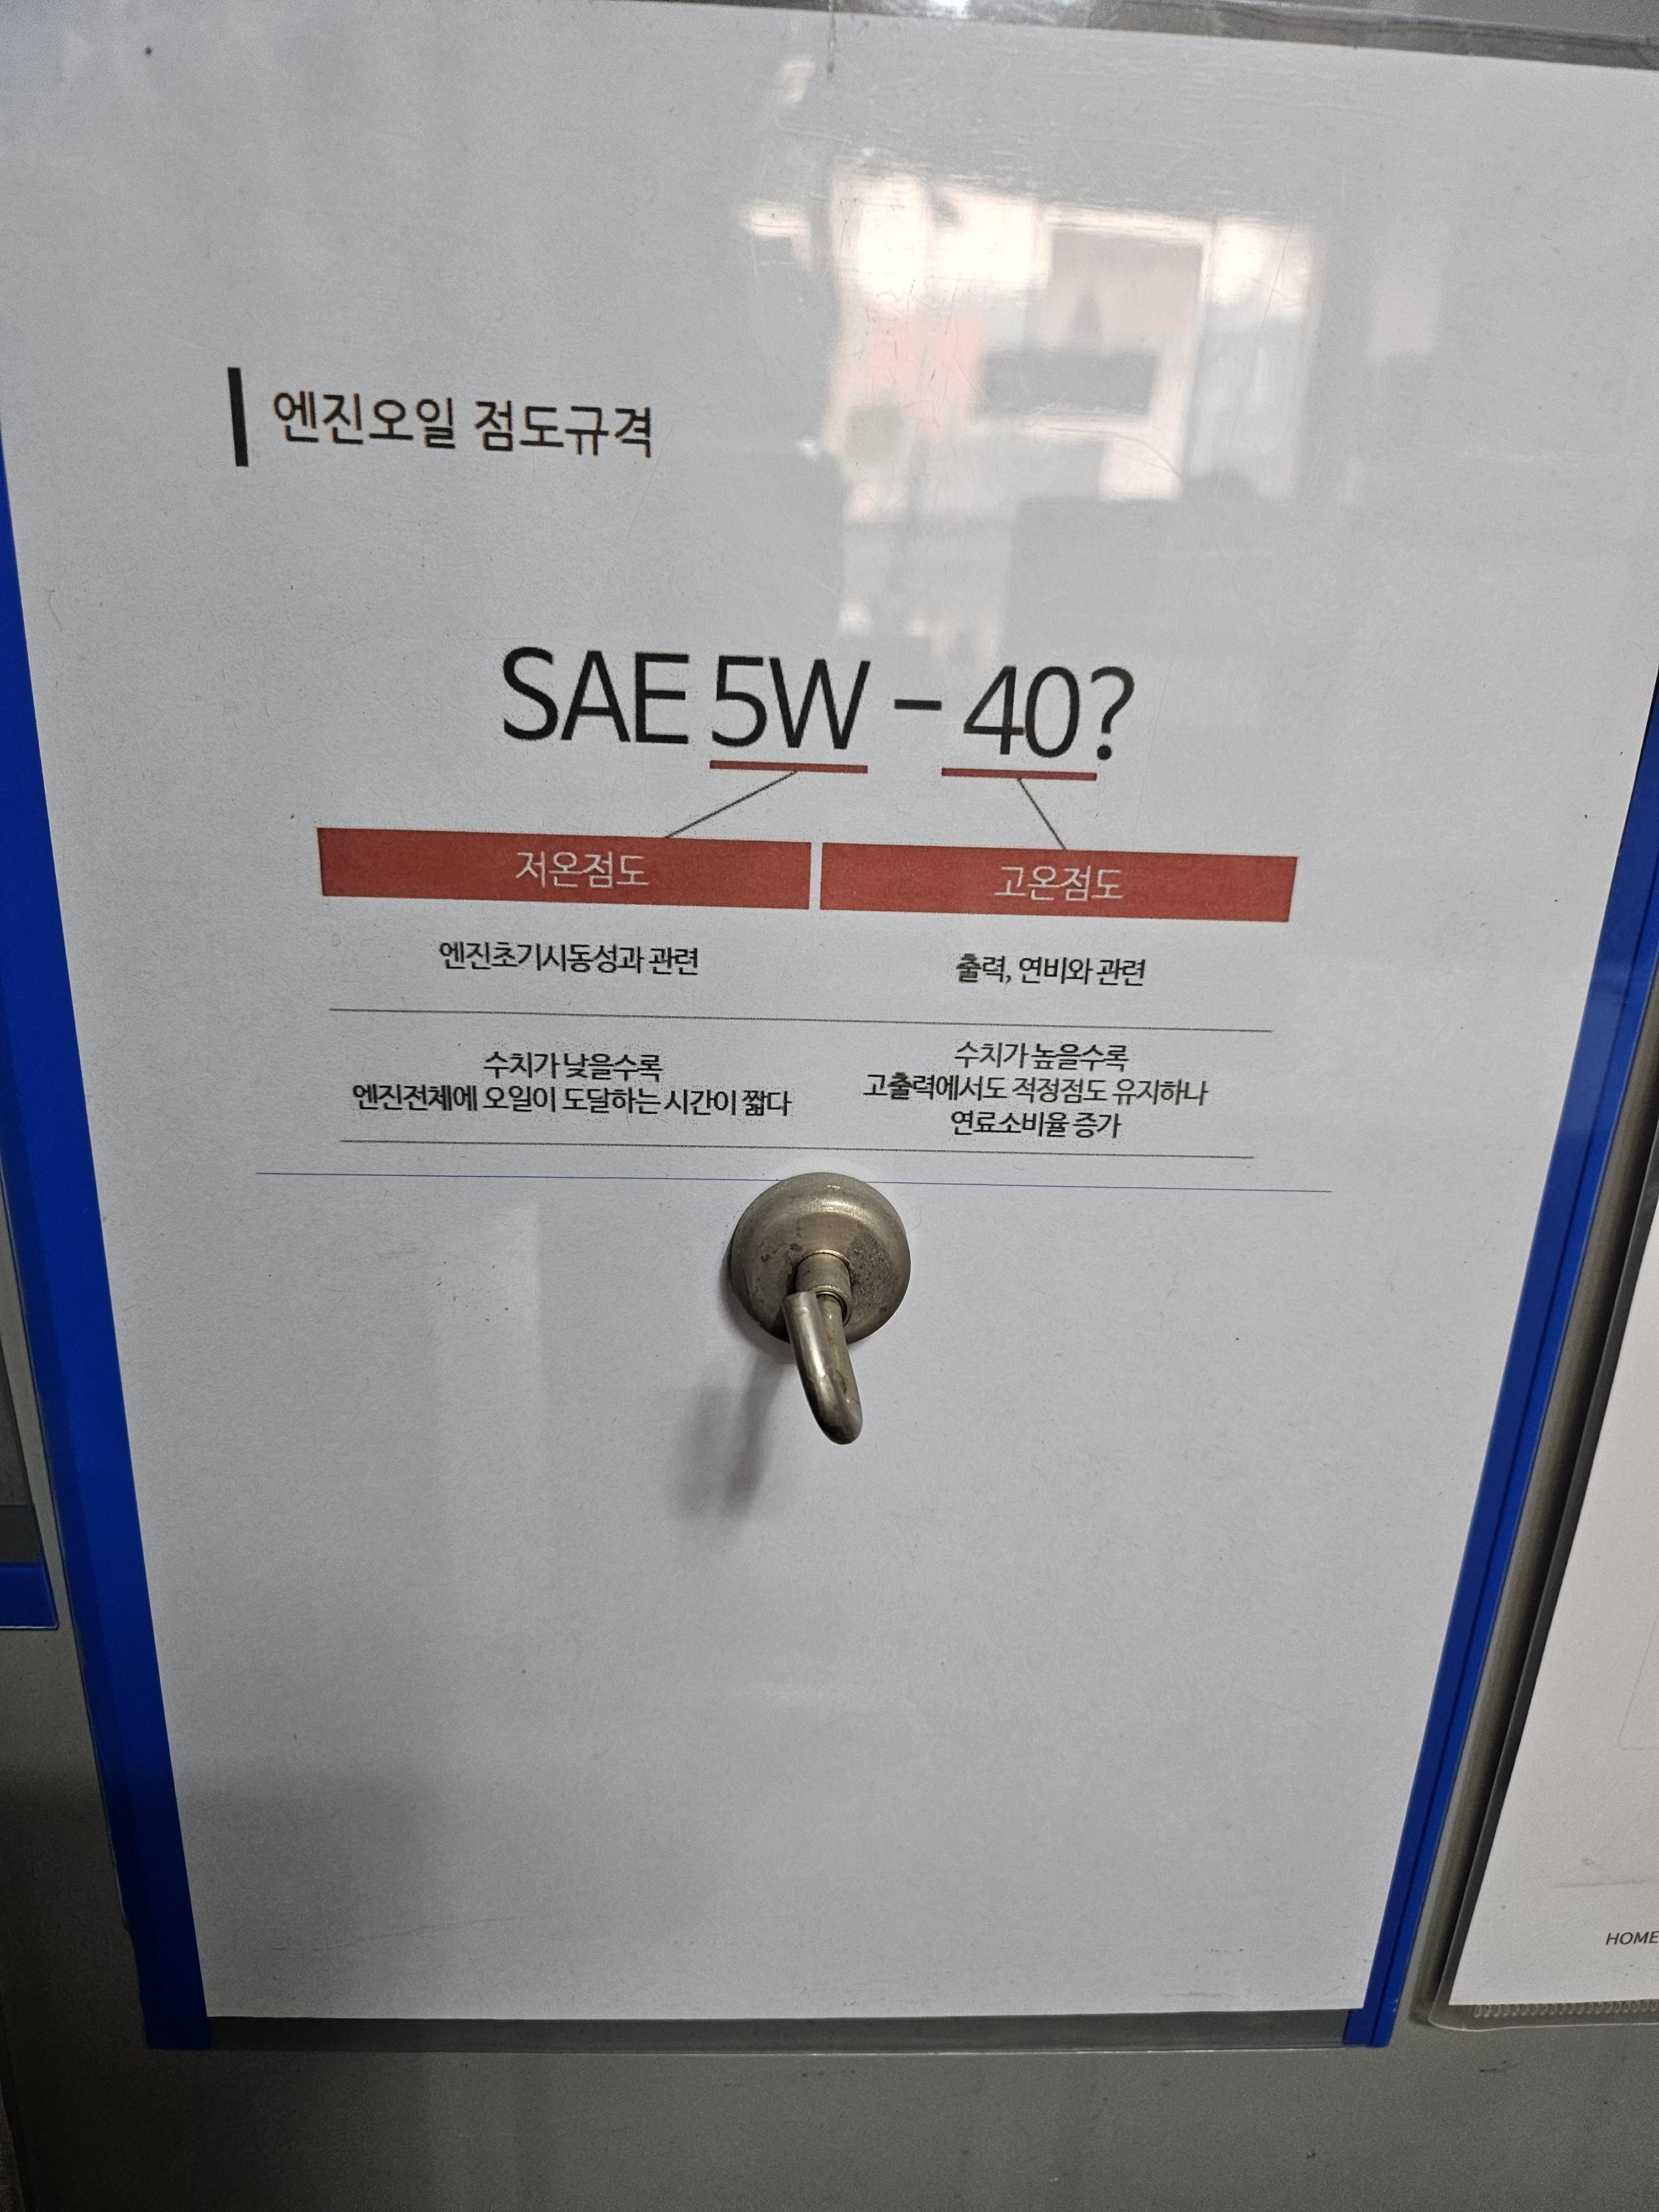 엔진오일 점도규격
SAE 5W - 40?
저온점도
고온점도
엔진초기시동성과 관련
출력, 연비와 관련
수치가 낮을수록
엔진전체에 오일이 도달하는 시간이 짧다
수치가 높을수록
고출력에서도 적정점도 유지하나
연료소비율 증가
HOME